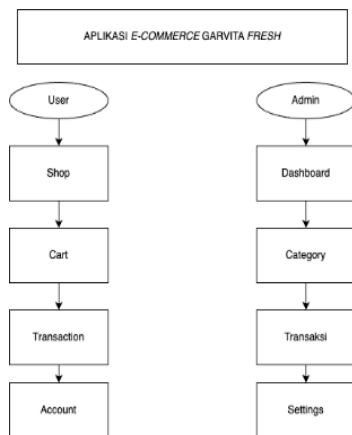 APLIKASI E-COMMERCE GARVITA FRESH
User
Admin
Shop
Dashboard
Cart
Category
Transaction
Transaksi
Account
Settings